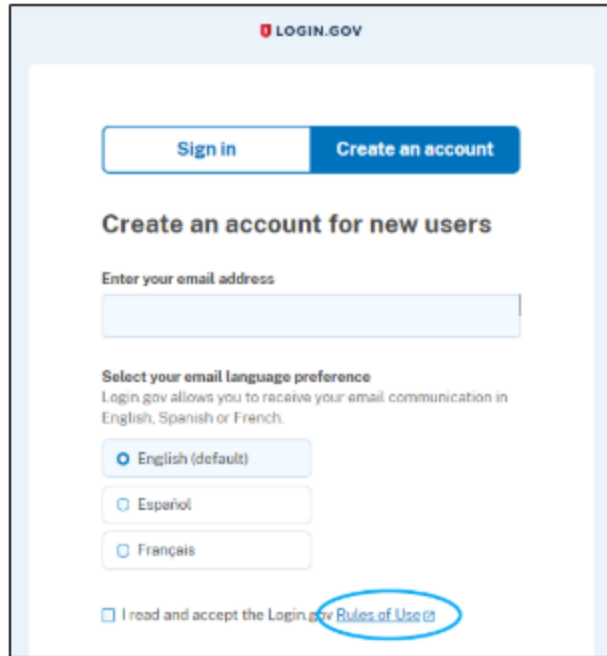 LOGIN.GOV
Sign in
Create an account
Create an account for new users
Enter your email address
Select your email language preference
Login.gov allows you to receive your email communication in
English, Spanish or French.
English (default)
Español
Français
I read and accept the Login.gov Rules of Use